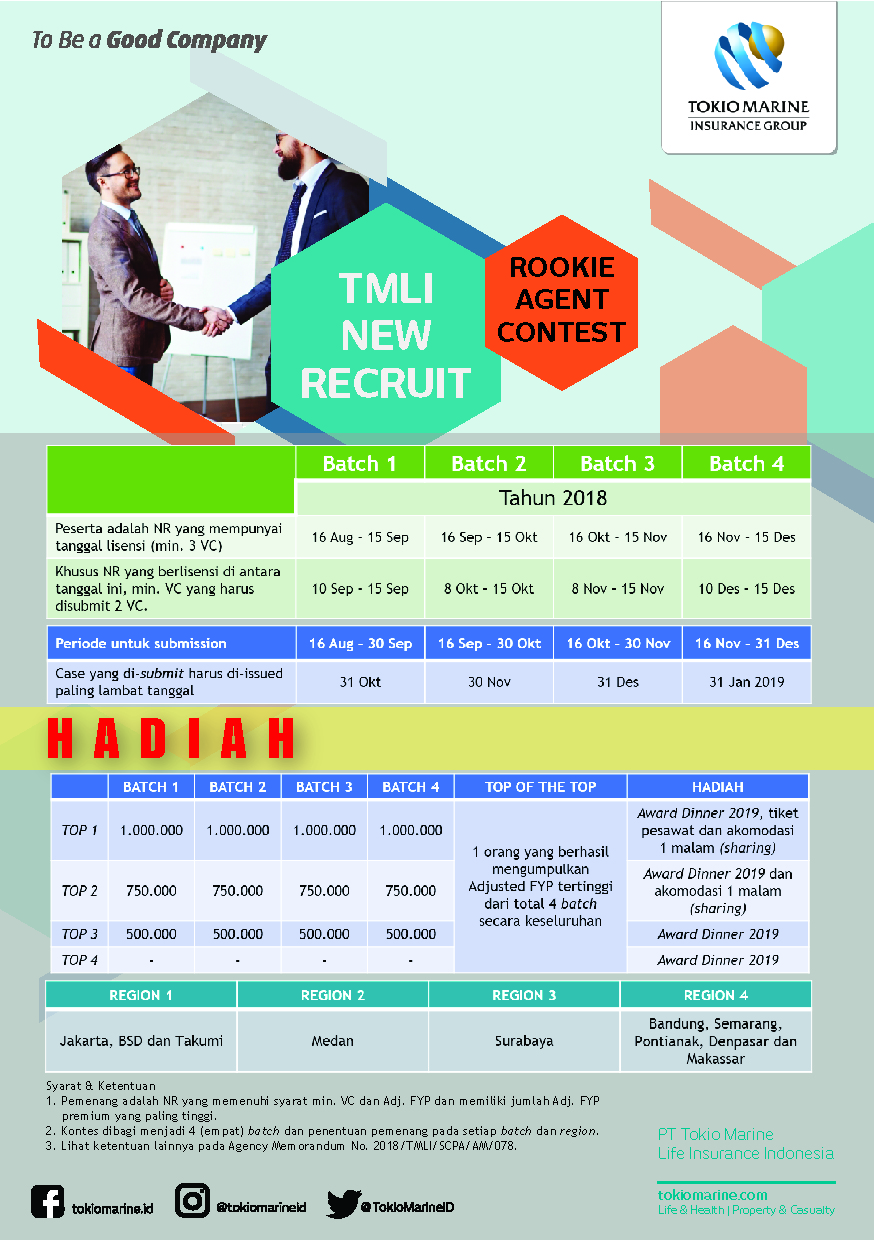 To Be a Good Company
TOKIO MARINE
INSURANCE GROUP
TMLI
NEW
RECRUIT
ROOKIE
AGENT
CONTEST
Batch 1 Batch 2 Batch 3 Batch 4
Tahun 2018
Peserta adalah NR yang mempunyai
tanggal lisensi (min. 3 VC)
16 Aug - 15 Sep 16 Sep - 15 Okt 16 Okt - 15 Nov 16 Nov - 15 Des
Khusus NR yang berlisensi di antara
tanggal ini, min. VC yang harus
disubmit 2 VC.
10 Sep - 15 Sep 8 Okt - 15 Okt 8 Nov - 15 Nov 10 Des - 15 Des
Periode untuk submission 16 Aug - 30 Sep 16 Sep - 30 Okt 16 Okt - 30 Nov 16 Nov - 31 Des
Case yang di-submit harus di-issued
paling lambat tanggal
31 Okt 30 Nov 31 Des 31 Jan 2019
HADIAH
BATCH 1 BATCH 2 BATCH 3 BATCH 4 TOP OF THE TOP HADIAH
TOP 1 1.000.000 1.000.000 1.000.000 1.000.000
Award Dinner 2019, tiket
pesawat dan akomodasi
1 malam (sharing)
1 orang yang berhasil
mengumpulkan
Adjusted FYP tertinggi
dari total 4 batch
secara keseluruhan
TOP 2 750.000 750.000 750.000 750.000
Award Dinner 2019 dan
akomodasi 1 malam
(sharing)
TOP 3 500.000 500.000 500.000 500.000 Award Dinner 2019
TOP 4 - - - - Award Dinner 2019
REGION 1 REGION 2 REGION 3 REGION 4
Jakarta, BSD dan Takumi Medan Surabaya
Bandung, Semarang,
Pontianak, Denpasar dan
Makassar
Syarat & Ketentuan
1. Pemenang adalah NR yang memenuhi syarat min. VC dan Adj. FYP dan memiliki jumlah Adj. FYP
premium yang paling tinggi.
2. Kontes dibagi menjadi 4 (empat) batch dan penentuan pemenang pada setiap batch dan region.
3. Lihat ketentuan lainnya pada Agency Memorandum No. 2018/TMLI/SCPA/AM/078.
PT Tokio Marine
Life Insurance Indonesia
tokiomarine.com
Life & Health | Property & Casualty
tokiomarine.id @tokiomarineid @TokioMarineID